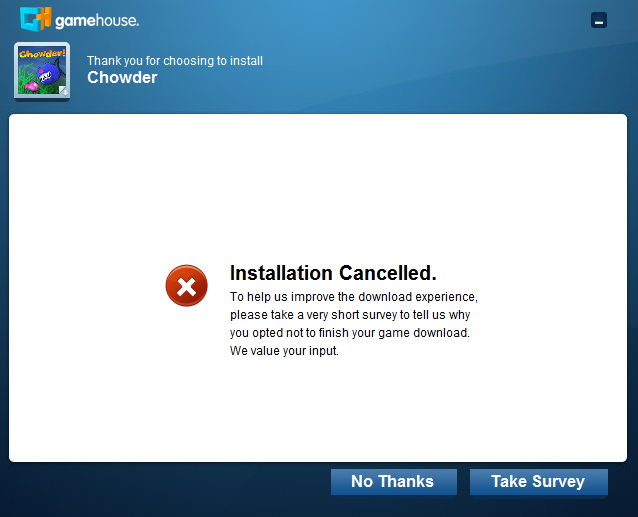 gamehouse.
Chowder!
Thank you for choosing to install
Chowder
Installation Cancelled.
To help us improve the download experience,
please take a very short survey to tell us why
you opted not to finish your game download.
We value your input.
No Thanks
Take Survey